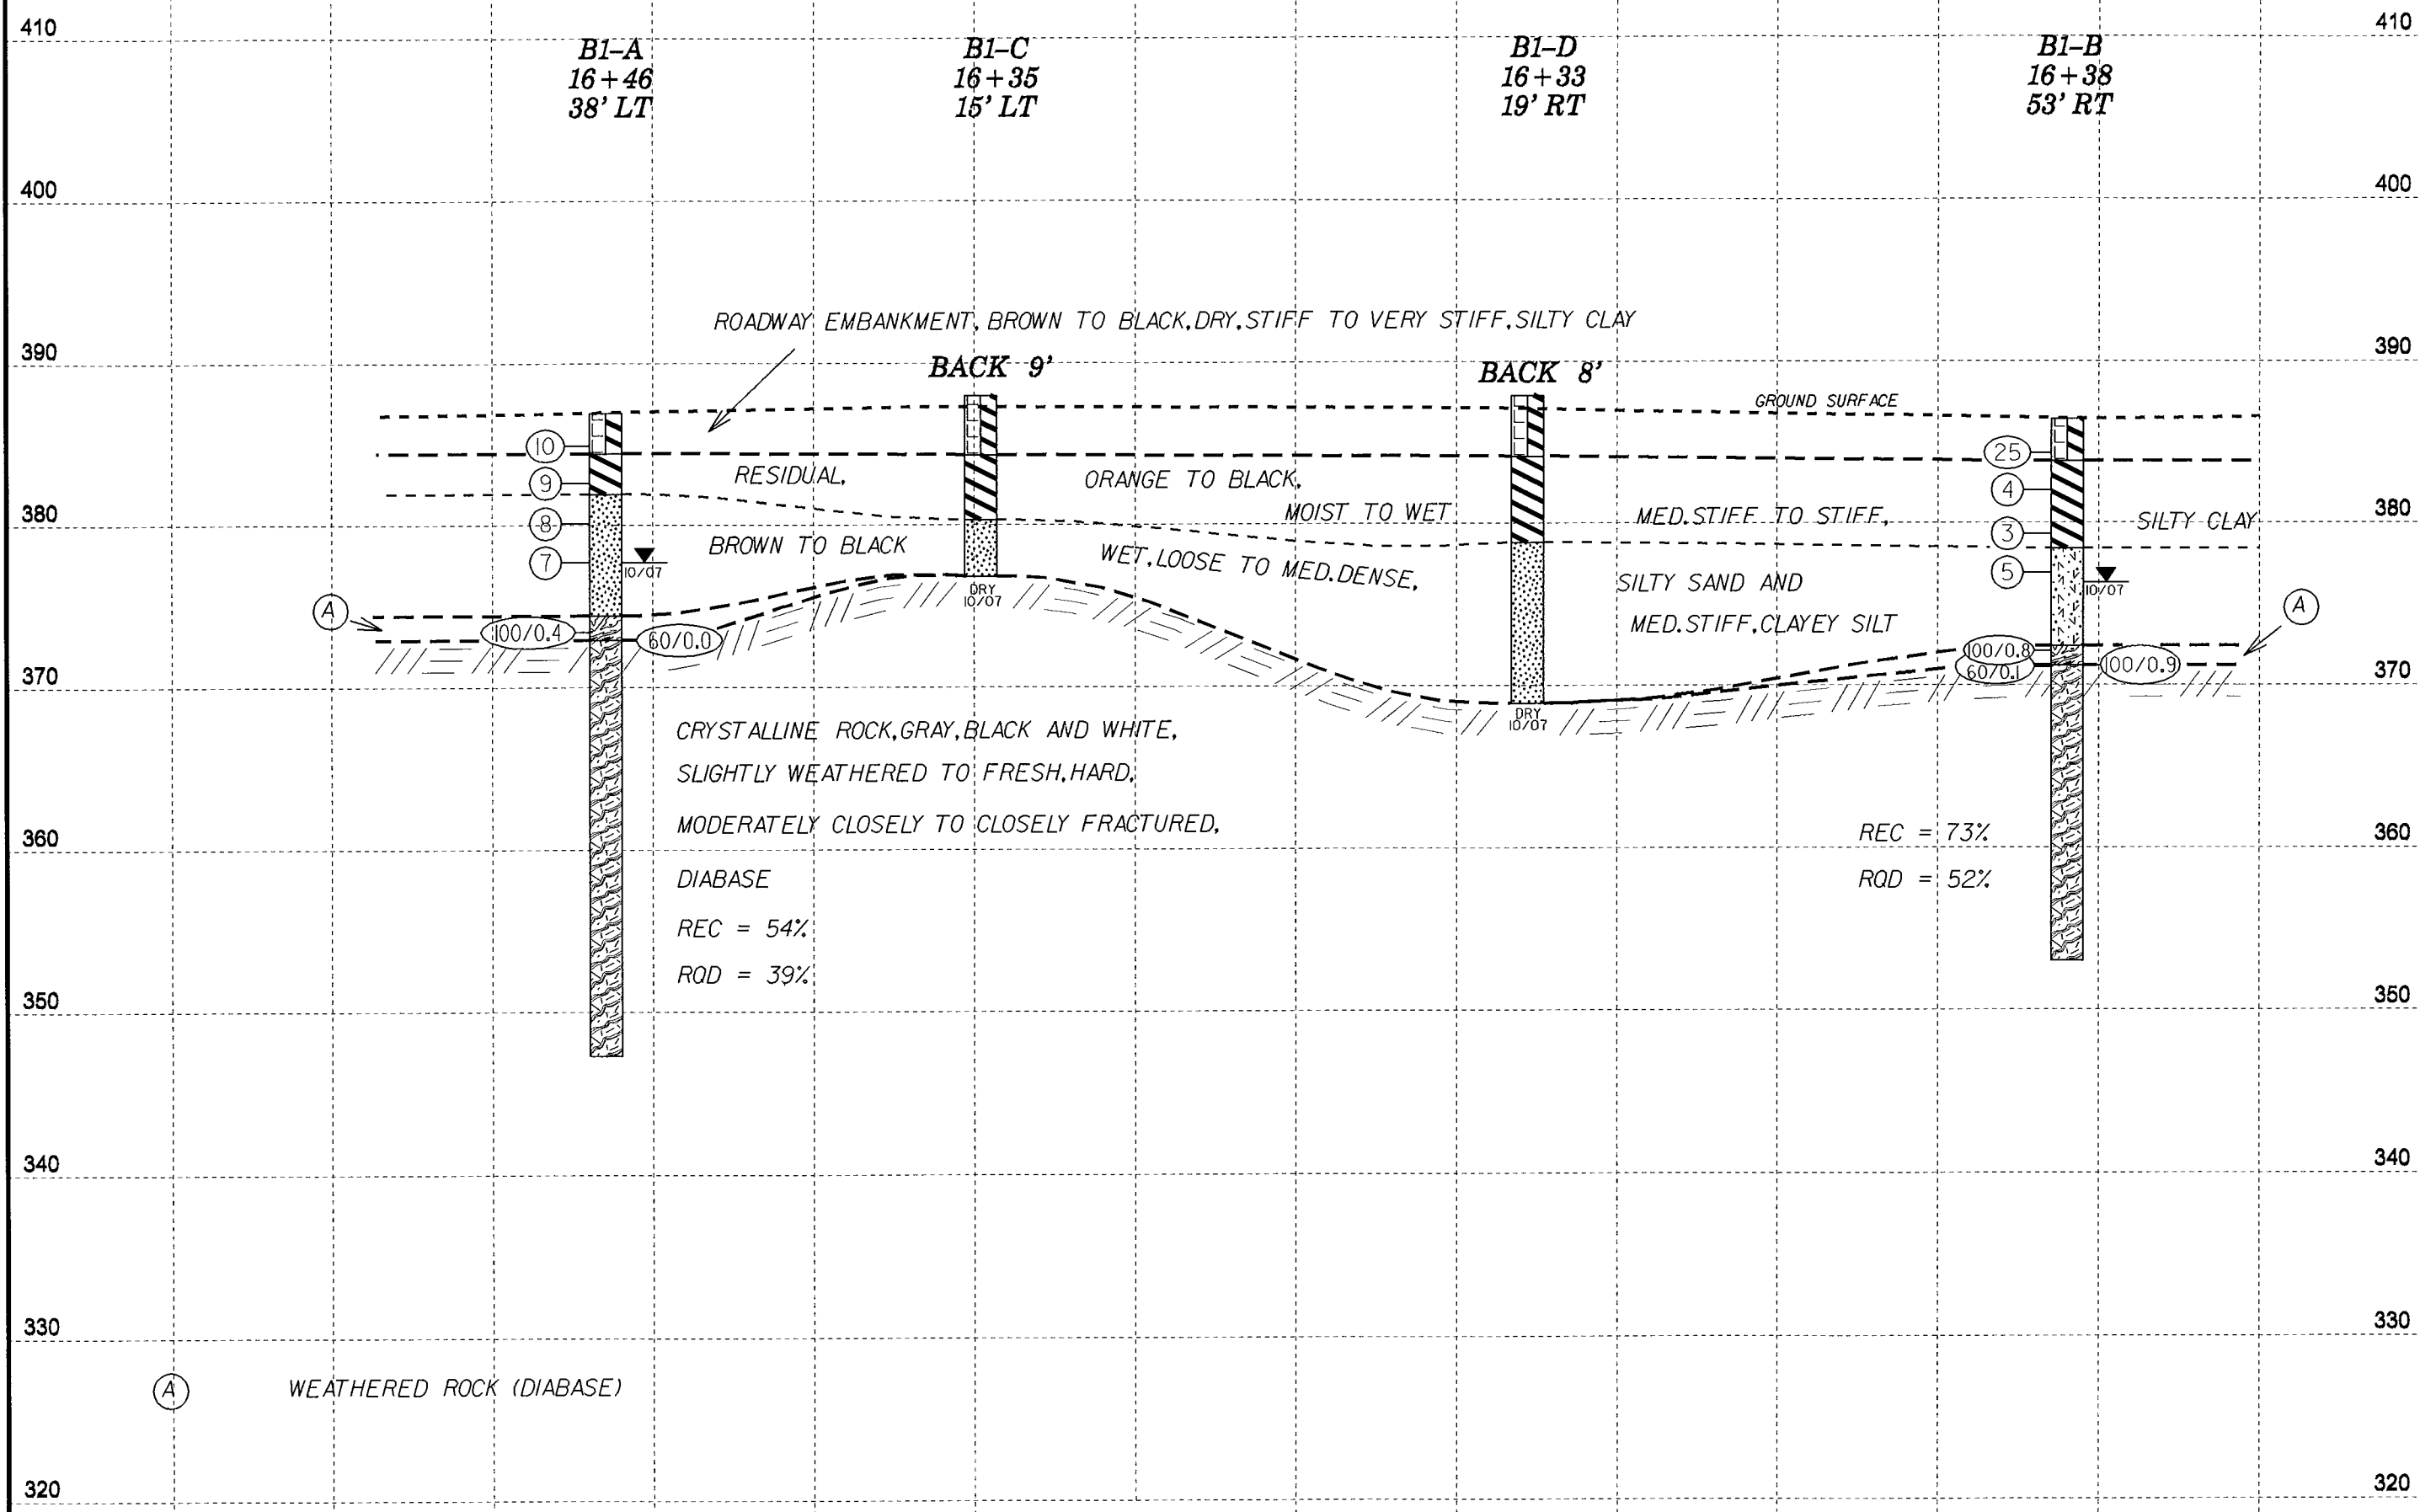 410 410
B1-A B1-C B1-D B1-B
16+46 16+35 16+33 16+38
38' LT 15' LT 19' RT 53' RT
400 400
ROADWAY EMBANKMENT, BROWN TO BLACK, DRY, STIFF TO VERY STIFF, SILTY CLAY
390 390
BACK 9' BACK 8'
GROUND SURFACE
10 25
RESIDUAL, ORANGE TO BLACK,
9 4
MOIST TO WET MED. STIFF TO STIFF, SILTY CLAY
380 380
8 3
BROWN TO BLACK WET, LOOSE TO MED. DENSE,
7 5
10/07 10/07
SILTY SAND AND
DRY DRY
10/07 10/07
A A
MED. STIFF, CLAYEY SILT
100/0.4 60/0.0 100/0.8
60/0.1 100/0.9
370 370
CRYSTALLINE ROCK, GRAY, BLACK AND WHITE,
SLIGHTLY WEATHERED TO FRESH, HARD,
MODERATELY CLOSELY TO CLOSELY FRACTURED,
REC = 73%
360 360
DIABASE
RQD = 52%
REC = 54%
RQD = 39%
350 350
340 340
330 330
A WEATHERED ROCK (DIABASE)
320 320